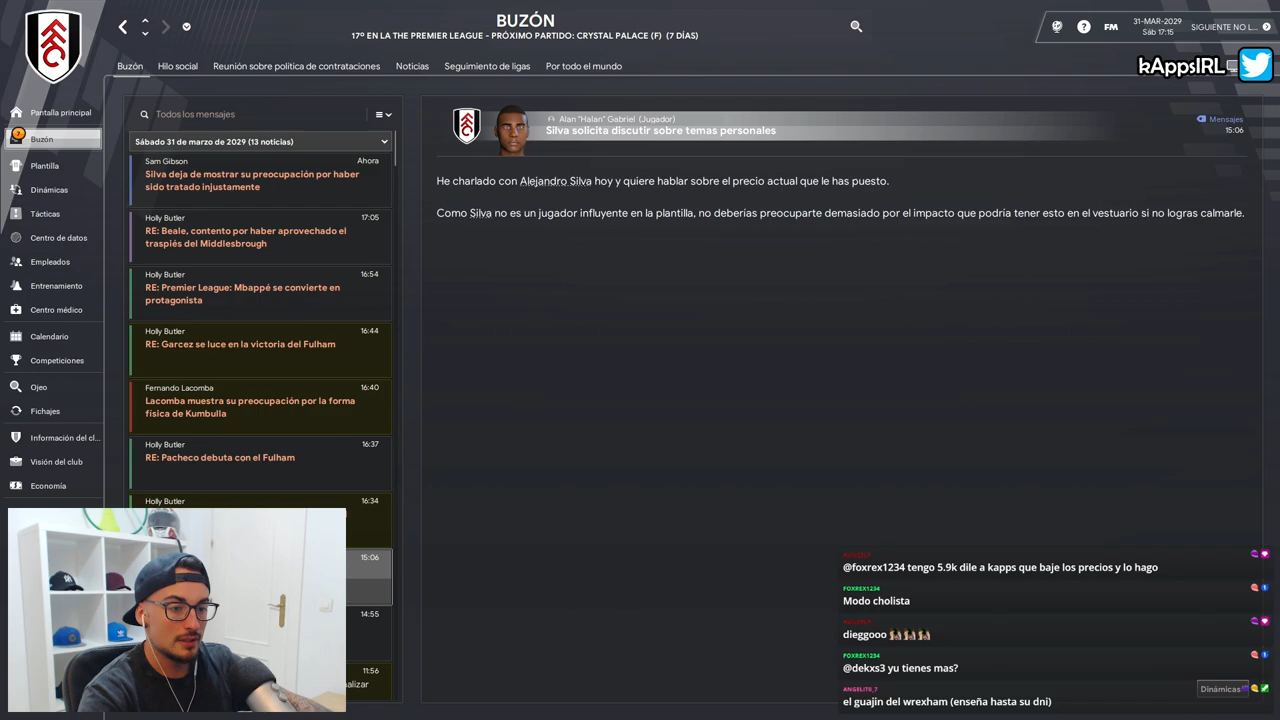 BUZÓN
17º EN LA THE PREMIER LEAGUE - PRÓXIMO PARTIDO: CRYSTAL PALACE (F) (7 DÍAS)
FM
31-MAR-2029
Sáb 17:15
SIGUIENTE NO L...
kAppsIRL
Buzón
Hilo social
Reunión sobre política de contrataciones
Noticias
Seguimiento de ligas
Por todo el mundo
Pantalla principal
Buzón
Plantilla
Dinámicas
Tácticas
Centro de datos
Empleados
Entrenamiento
Centro médico
Calendario
Competiciones
Ojeo
Fichajes
Información del cl...
Visión del club
Economía
Todos los mensajes
Sábado 31 de marzo de 2029 (13 noticias)
Sam Gibson
Ahora
Silva deja de mostrar su preocupación por haber
sido tratado injustamente
Holly Butler
17:05
RE: Beale, contento por haber aprovechado el
traspiés del Middlesbrough
Holly Butler
16:54
RE: Premier League: Mbappé se convierte en
protagonista
Holly Butler
16:44
RE: Garcez se luce en la victoria del Fulham
Fernando Lacomba
16:40
Lacomba muestra su preocupación por la forma
física de Kumbulla
Holly Butler
16:37
RE: Pacheco debuta con el Fulham
Holly Butler
16:34
15:06
14:55
11:56
Alan "Halan" Gabriel (Jugador)
Silva solicita discutir sobre temas personales
Mensajes
15:06
He charlado con Alejandro Silva hoy y quiere hablar sobre el precio actual que le has puesto.
Como Silva no es un jugador influyente en la plantilla, no deberías preocuparte demasiado por el impacto que podría tener esto en el vestuario si no logras calmarle.
@foxrex1234 tengo 5.9k dile a kapps que baje los precios y lo hago
FOXREX1234
Modo cholista
dieggooo
FOXREX1234
@dekxs3 yu tienes mas?
ANGELITO_7
el guajin del wrexham (enseña hasta su dni)
Dinámicas